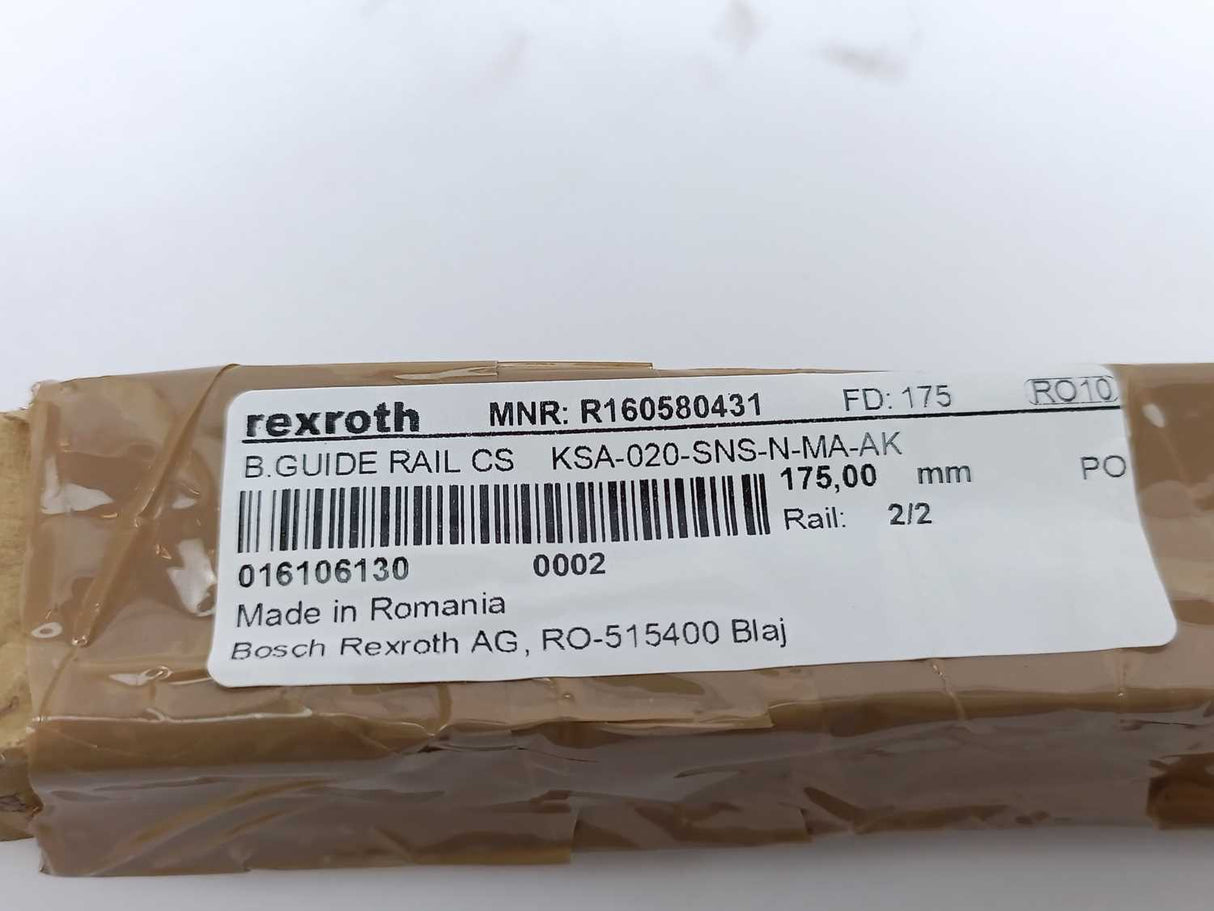 rexroth MNR: R160580431 FD: 175 RO10
B.GUIDE RAIL CS KSA-020-SNS-N-MA-AK
175,00 mm PO
Rail: 2/2
016106130 0002
Made in Romania
Bosch Rexroth AG, RO-515400 Blaj